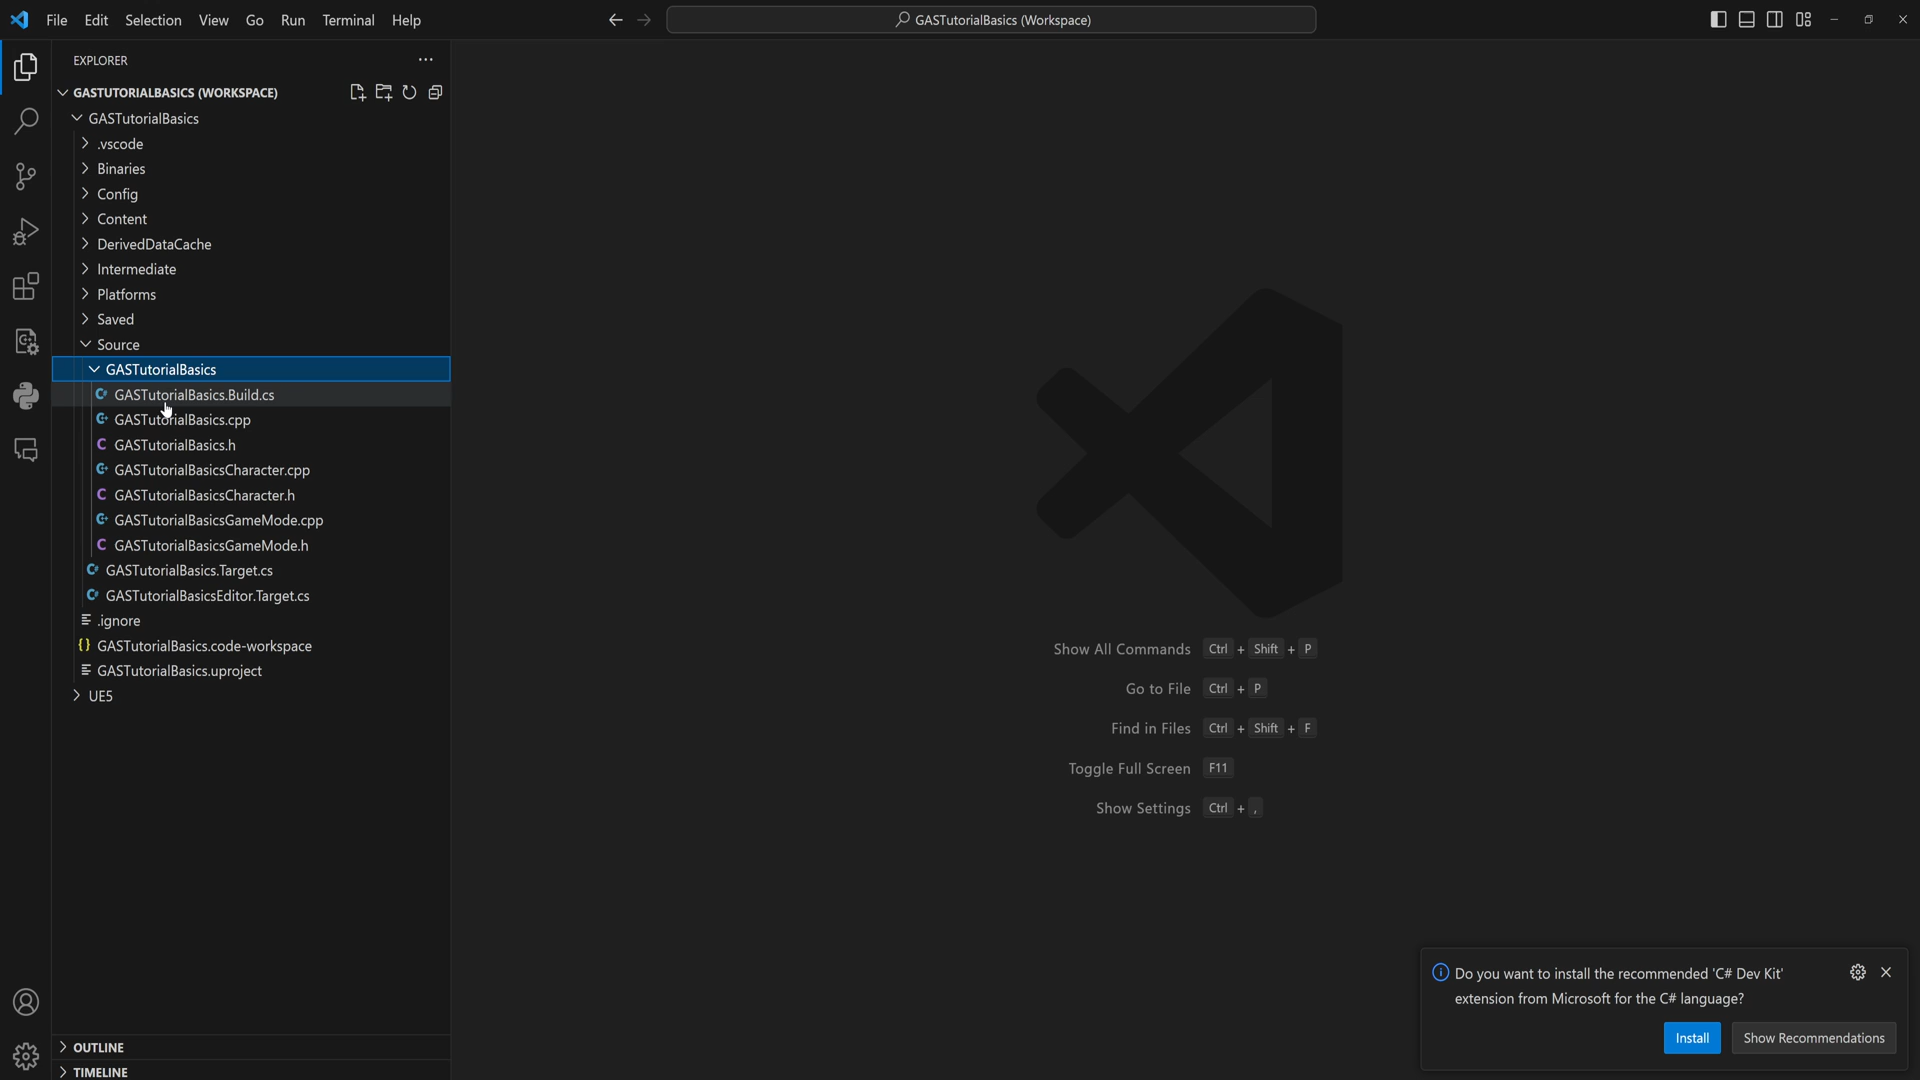 File Edit Selection View Go Run Terminal Help
GASTutorialBasics (Workspace)
EXPLORER
GASTUTORIALBASICS (WORKSPACE)
GASTutorialBasics
.vscode
Binaries
Config
Content
DerivedDataCache
Intermediate
Platforms
Saved
Source
GASTutorialBasics
GASTutorialBasics.Build.cs
GASTutorialBasics.cpp
GASTutorialBasics.h
GASTutorialBasicsCharacter.cpp
GASTutorialBasicsCharacter.h
GASTutorialBasicsGameMode.cpp
GASTutorialBasicsGameMode.h
GASTutorialBasics.Target.cs
GASTutorialBasicsEditor.Target.cs
.ignore
GASTutorialBasics.code-workspace
GASTutorialBasics.uproject
UE5
OUTLINE
TIMELINE
Show All Commands Ctrl + Shift + P
Go to File Ctrl + P
Find in Files Ctrl + Shift + F
Toggle Full Screen F11
Show Settings Ctrl + ,
Do you want to install the recommended 'C# Dev Kit'
extension from Microsoft for the C# language?
Install Show Recommendations